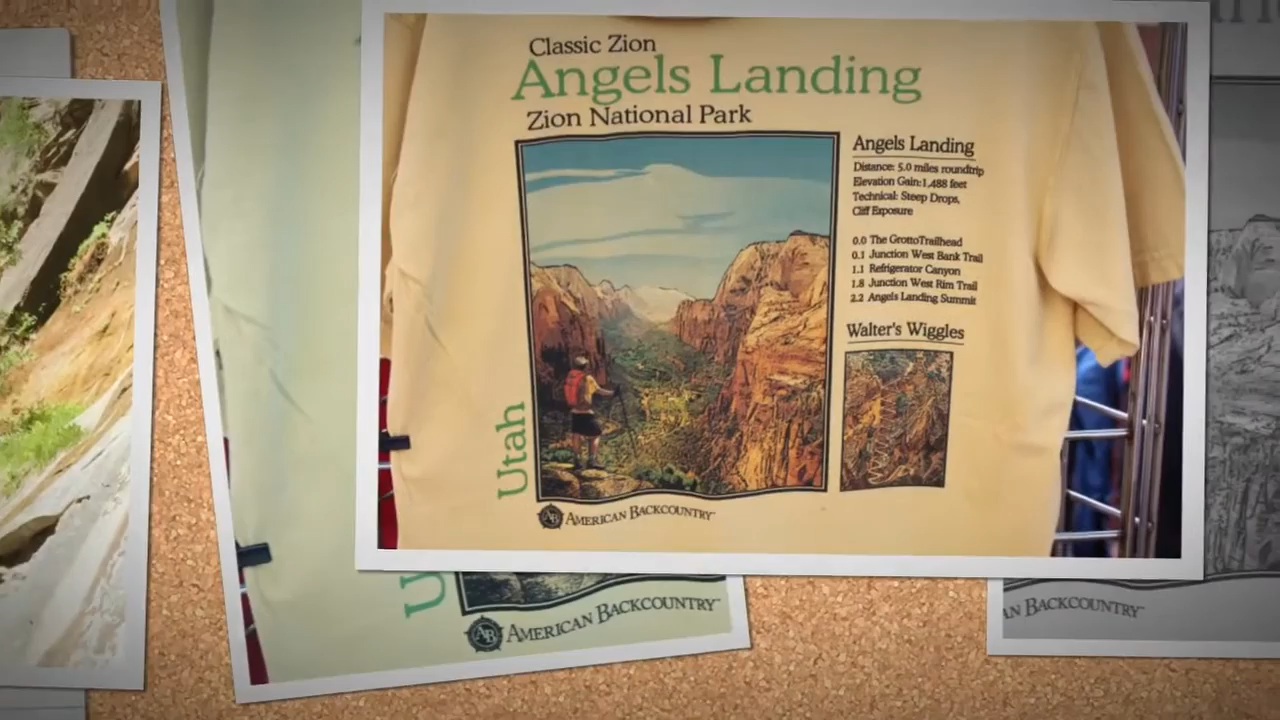 Classic Zion
Angels Landing
Zion National Park
Angels Landing
Distance: 5.0 miles roundtrip
Elevation Gain:1,488 feet
Technical: Steep Drops,
Cliff Exposure
0.0 The GrottoTrailhead
0.1 Junction West Bank Trail
1.1 Refrigerator Canyon
1.8 Junction West Rim Trail
2.2 Angels Landing Summit
Walter's Wiggles
Utah
AB AMERICAN BACKCOUNTRY
U
AB AMERICAN BACKCOUNTRY
AN BACKCOUNTRY